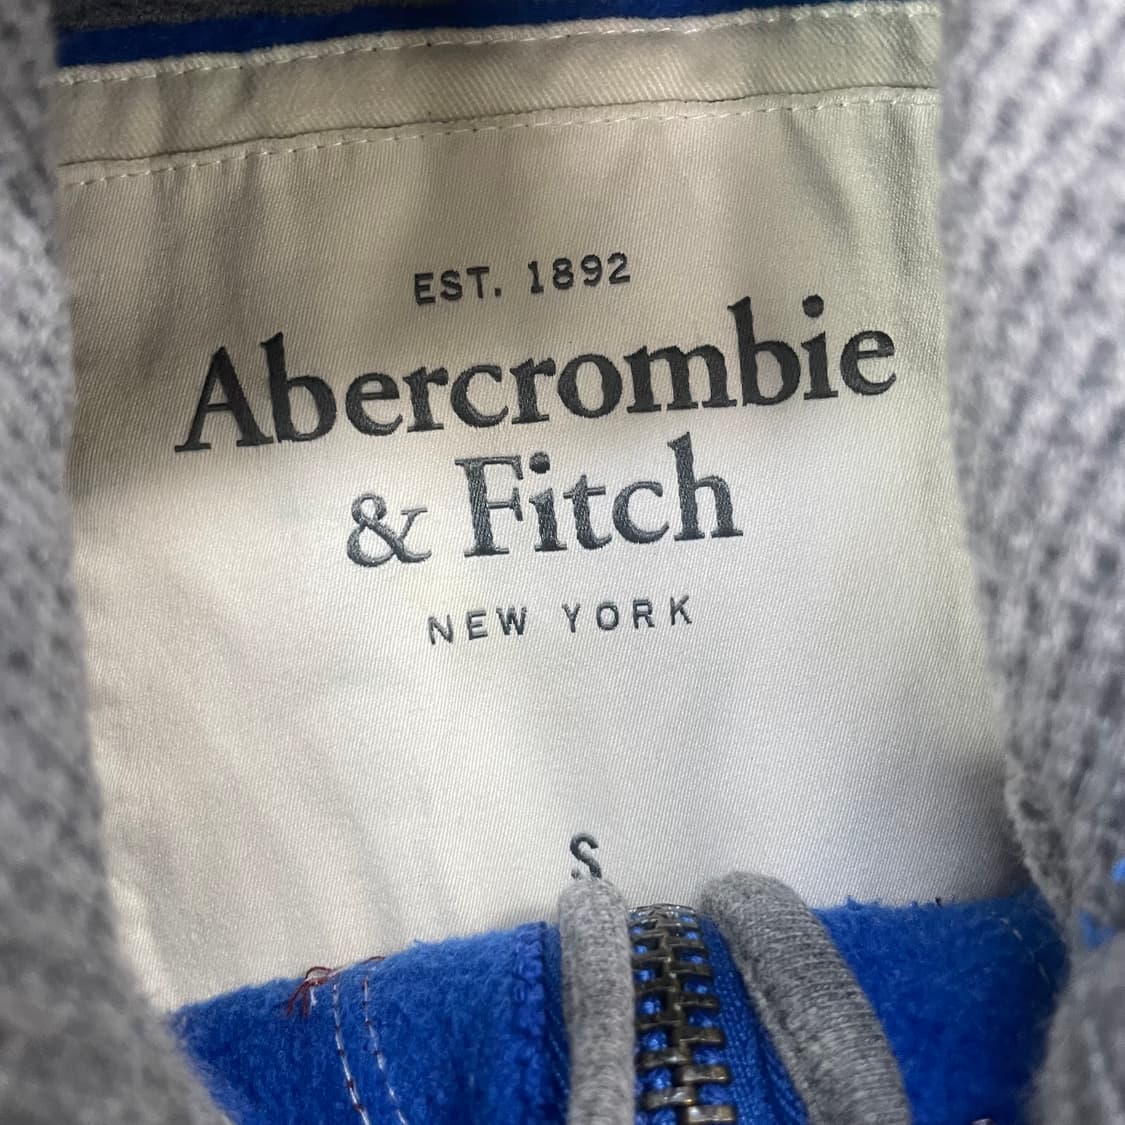 EST. 1892
Abercrombie
& Fitch
NEW YORK
S